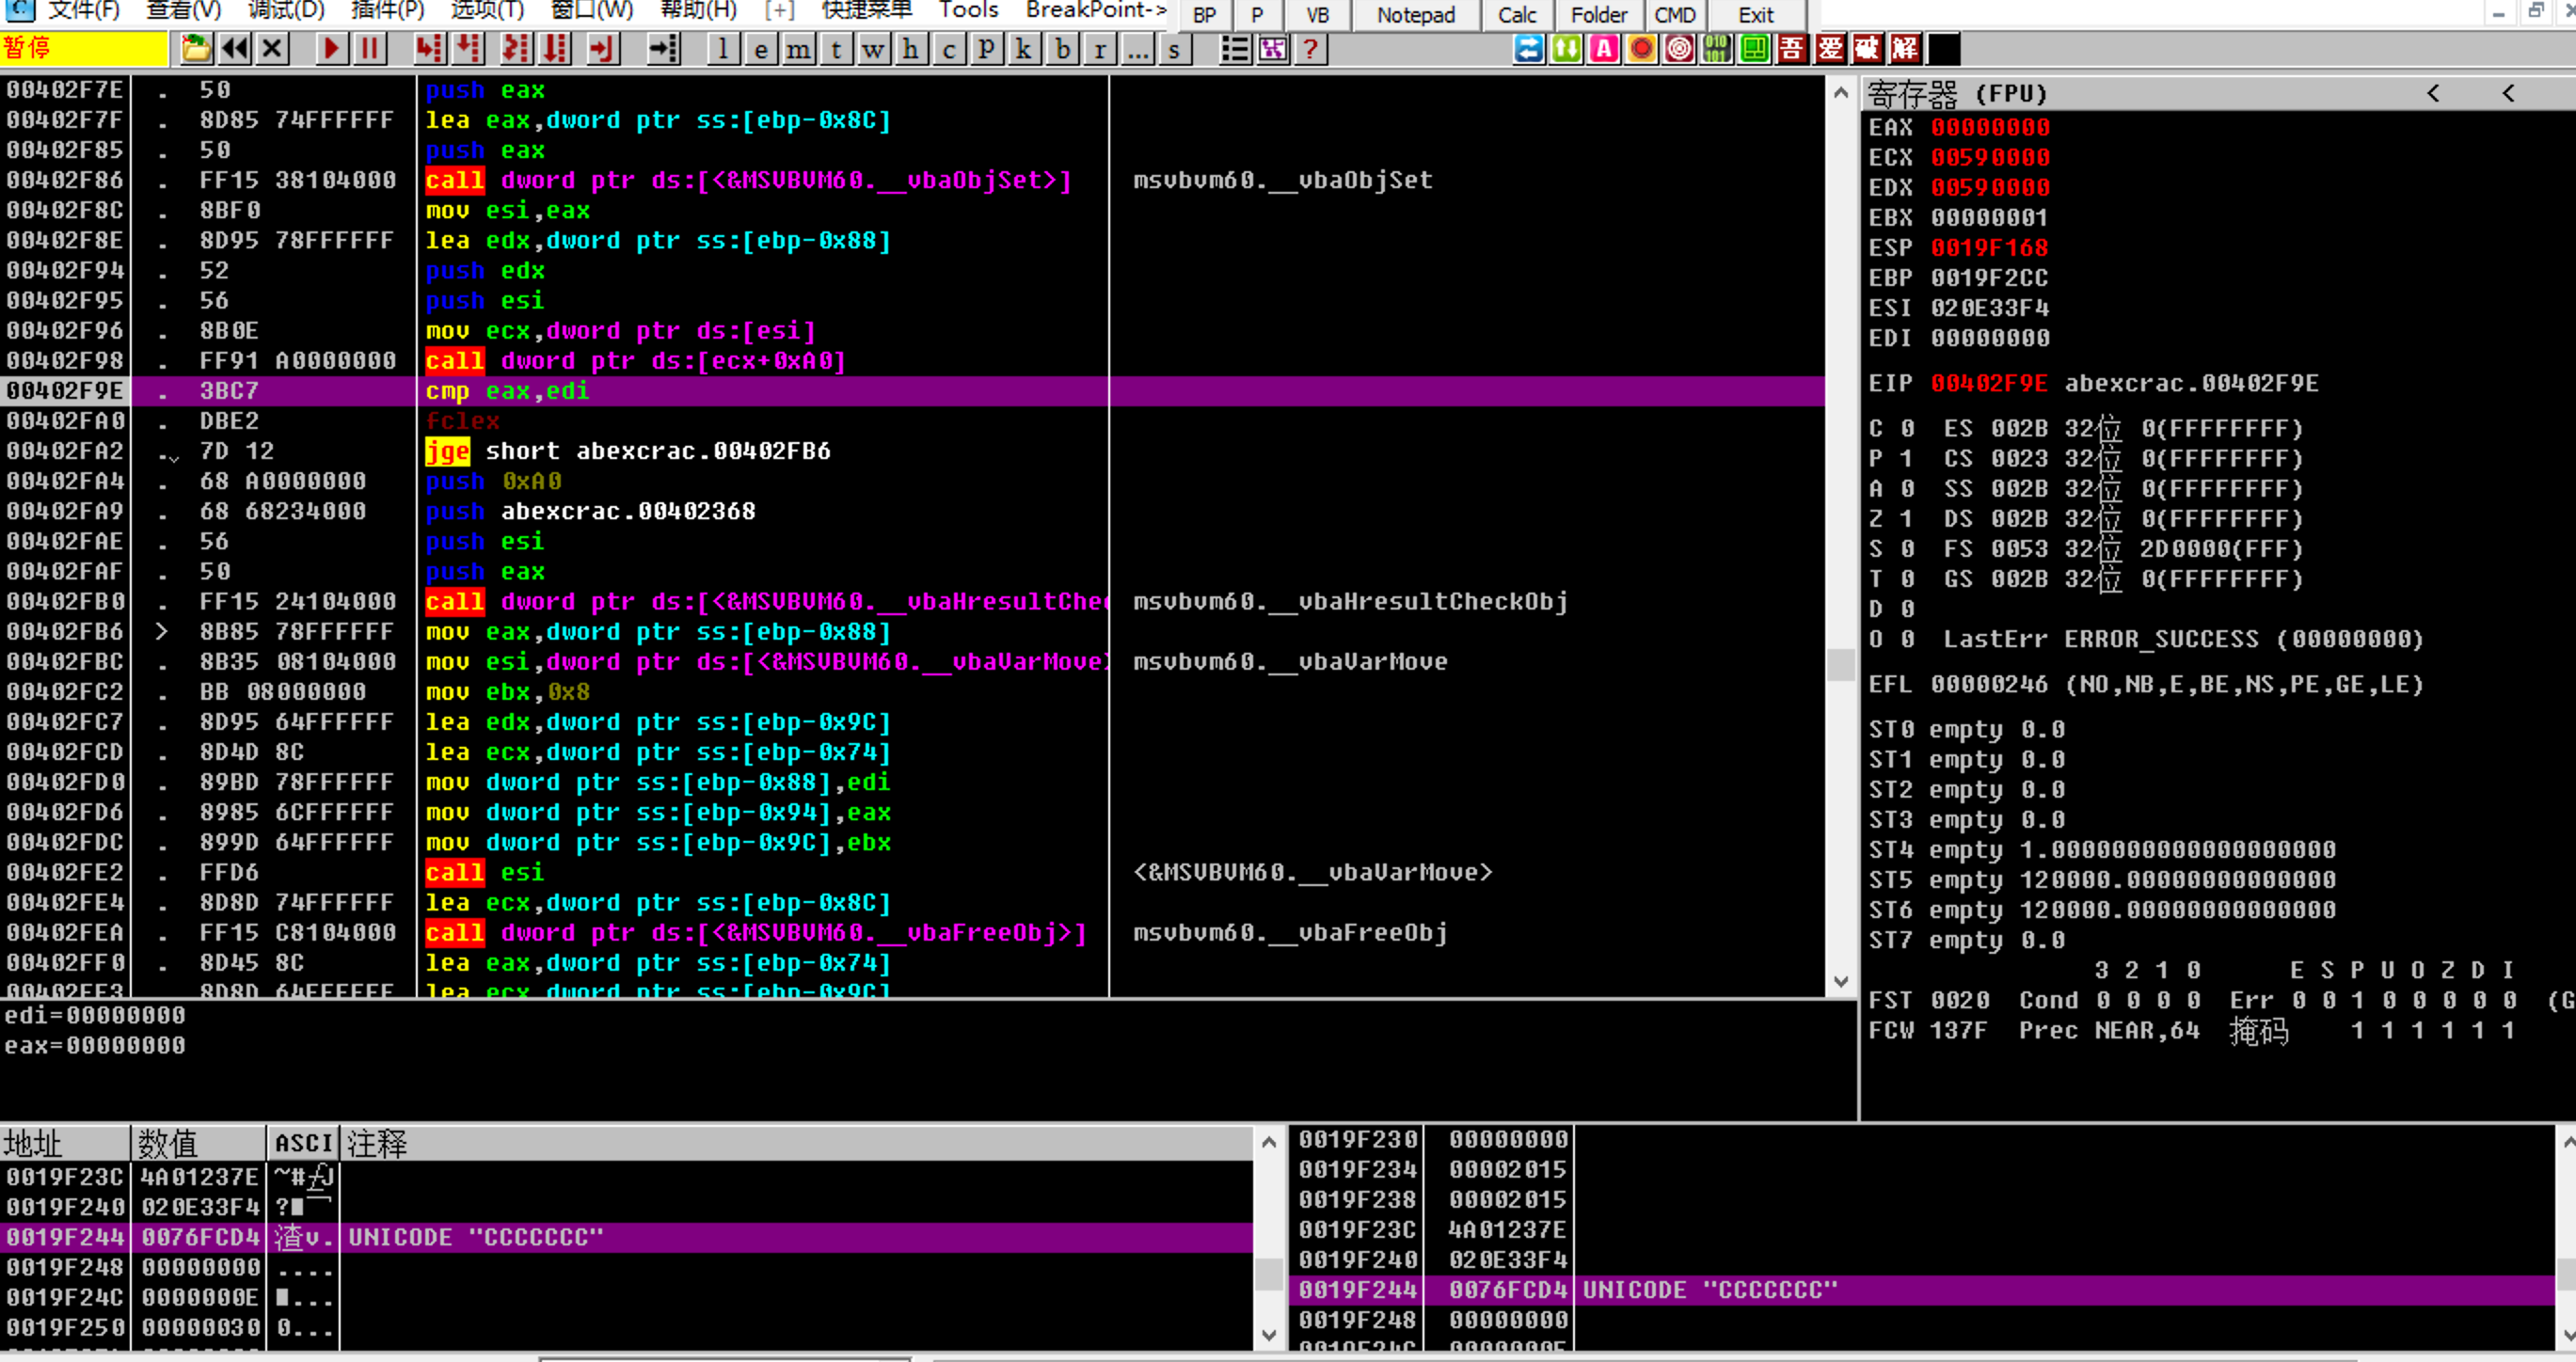 文件(F) 查看(V) 调试(D) 插件(P) 选项(T) 窗口(W) 帮助(H) [+] 快捷菜单 Tools BreakPoint-> BP P VB Notepad Calc Folder CMD Exit
暂停 l e m t w h c P k b r ... s ? A 010 101 吾 爱 破 解
00402F7E . 50 push eax
00402F7F . 8D85 74FFFFFF lea eax,dword ptr ss:[ebp-0x8C]
00402F85 . 50 push eax
00402F86 . FF15 38104000 call dword ptr ds:[<&MSVBVM60.__vbaObjSet>] msvbvm60.__vbaObjSet
00402F8C . 8BF0 mov esi,eax
00402F8E . 8D95 78FFFFFF lea edx,dword ptr ss:[ebp-0x88]
00402F94 . 52 push edx
00402F95 . 56 push esi
00402F96 . 8B0E mov ecx,dword ptr ds:[esi]
00402F98 . FF91 A0000000 call dword ptr ds:[ecx+0xA0]
00402F9E . 3BC7 cmp eax,edi
00402FA0 . DBE2 fclex
00402FA2 . 7D 12 jge short abexcrac.00402FB6
00402FA4 . 68 A0000000 push 0xA0
00402FA9 . 68 68234000 push abexcrac.00402368
00402FAE . 56 push esi
00402FAF . 50 push eax
00402FB0 . FF15 24104000 call dword ptr ds:[<&MSVBVM60.__vbaHresultChe msvbvm60.__vbaHresultCheckObj
00402FB6 > 8B85 78FFFFFF mov eax,dword ptr ss:[ebp-0x88]
00402FBC . 8B35 08104000 mov esi,dword ptr ds:[<&MSVBVM60.__vbaVarMove> msvbvm60.__vbaVarMove
00402FC2 . BB 08000000 mov ebx,0x8
00402FC7 . 8D95 64FFFFFF lea edx,dword ptr ss:[ebp-0x9C]
00402FCD . 8D4D 8C lea ecx,dword ptr ss:[ebp-0x74]
00402FD0 . 89BD 78FFFFFF mov dword ptr ss:[ebp-0x88],edi
00402FD6 . 8985 6CFFFFFF mov dword ptr ss:[ebp-0x94],eax
00402FDC . 899D 64FFFFFF mov dword ptr ss:[ebp-0x9C],ebx
00402FE2 . FFD6 call esi <&MSVBVM60.__vbaVarMove>
00402FE4 . 8D8D 74FFFFFF lea ecx,dword ptr ss:[ebp-0x8C]
00402FEA . FF15 C8104000 call dword ptr ds:[<&MSVBVM60.__vbaFreeObj>] msvbvm60.__vbaFreeObj
00402FF0 . 8D45 8C lea eax,dword ptr ss:[ebp-0x74]
00402FF3 . 8D8D 64FFFFFF lea ecx,dword ptr ss:[ebp-0x9C]
edi=00000000
eax=00000000
寄存器 (FPU) < <
EAX 00000000
ECX 00590000
EDX 00590000
EBX 00000001
ESP 0019F168
EBP 0019F2CC
ESI 020E33F4
EDI 00000000
EIP 00402F9E abexcrac.00402F9E
C 0 ES 002B 32位 0(FFFFFFFF)
P 1 CS 0023 32位 0(FFFFFFFF)
A 0 SS 002B 32位 0(FFFFFFFF)
Z 1 DS 002B 32位 0(FFFFFFFF)
S 0 FS 0053 32位 2D0000(FFF)
T 0 GS 002B 32位 0(FFFFFFFF)
D 0
O 0 LastErr ERROR_SUCCESS (00000000)
EFL 00000246 (NO,NB,E,BE,NS,PE,GE,LE)
ST0 empty 0.0
ST1 empty 0.0
ST2 empty 0.0
ST3 empty 0.0
ST4 empty 1.0000000000000000000
ST5 empty 120000.00000000000000
ST6 empty 120000.00000000000000
ST7 empty 0.0
3 2 1 0 E S P U O Z D I
FST 0020 Cond 0 0 0 0 Err 0 0 1 0 0 0 0 0 (G
FCW 137F Prec NEAR,64 掩码 1 1 1 1 1 1
地址 数值 ASCI 注释
0019F23C 4A01237E ~#
0019F240 020E33F4
0019F244 0076FCD4 渣v. UNICODE "CCCCCCC"
0019F248 00000000 ....
0019F24C 0000000E ...
0019F250 00000030 0...
0019F230 00000000
0019F234 00002015
0019F238 00002015
0019F23C 4A01237E
0019F240 020E33F4
0019F244 0076FCD4 UNICODE "CCCCCCC"
0019F248 00000000